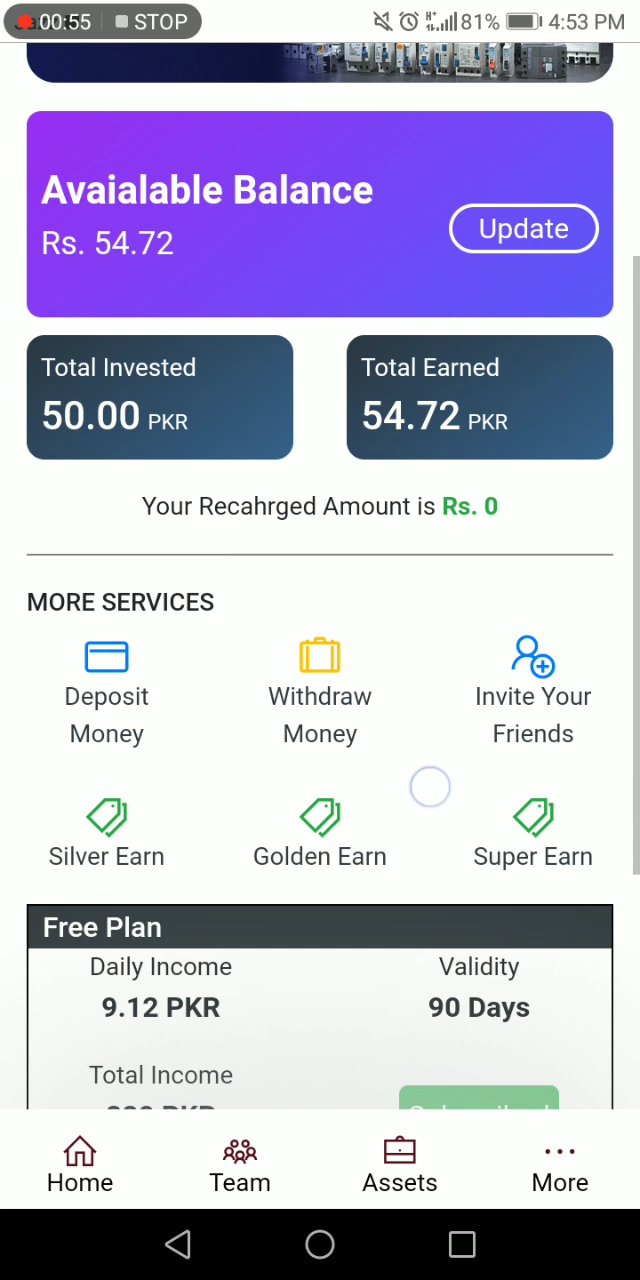 00:55 STOP 81% 4:53 PM
Avaialable Balance
Rs. 54.72
Update
Total Invested
50.00 PKR
Total Earned
54.72 PKR
Your Recahrged Amount is Rs. 0
MORE SERVICES
Deposit Money
Withdraw Money
Invite Your Friends
Silver Earn
Golden Earn
Super Earn
Free Plan
Daily Income
9.12 PKR
Validity
90 Days
Total Income
Home
Team
Assets
More